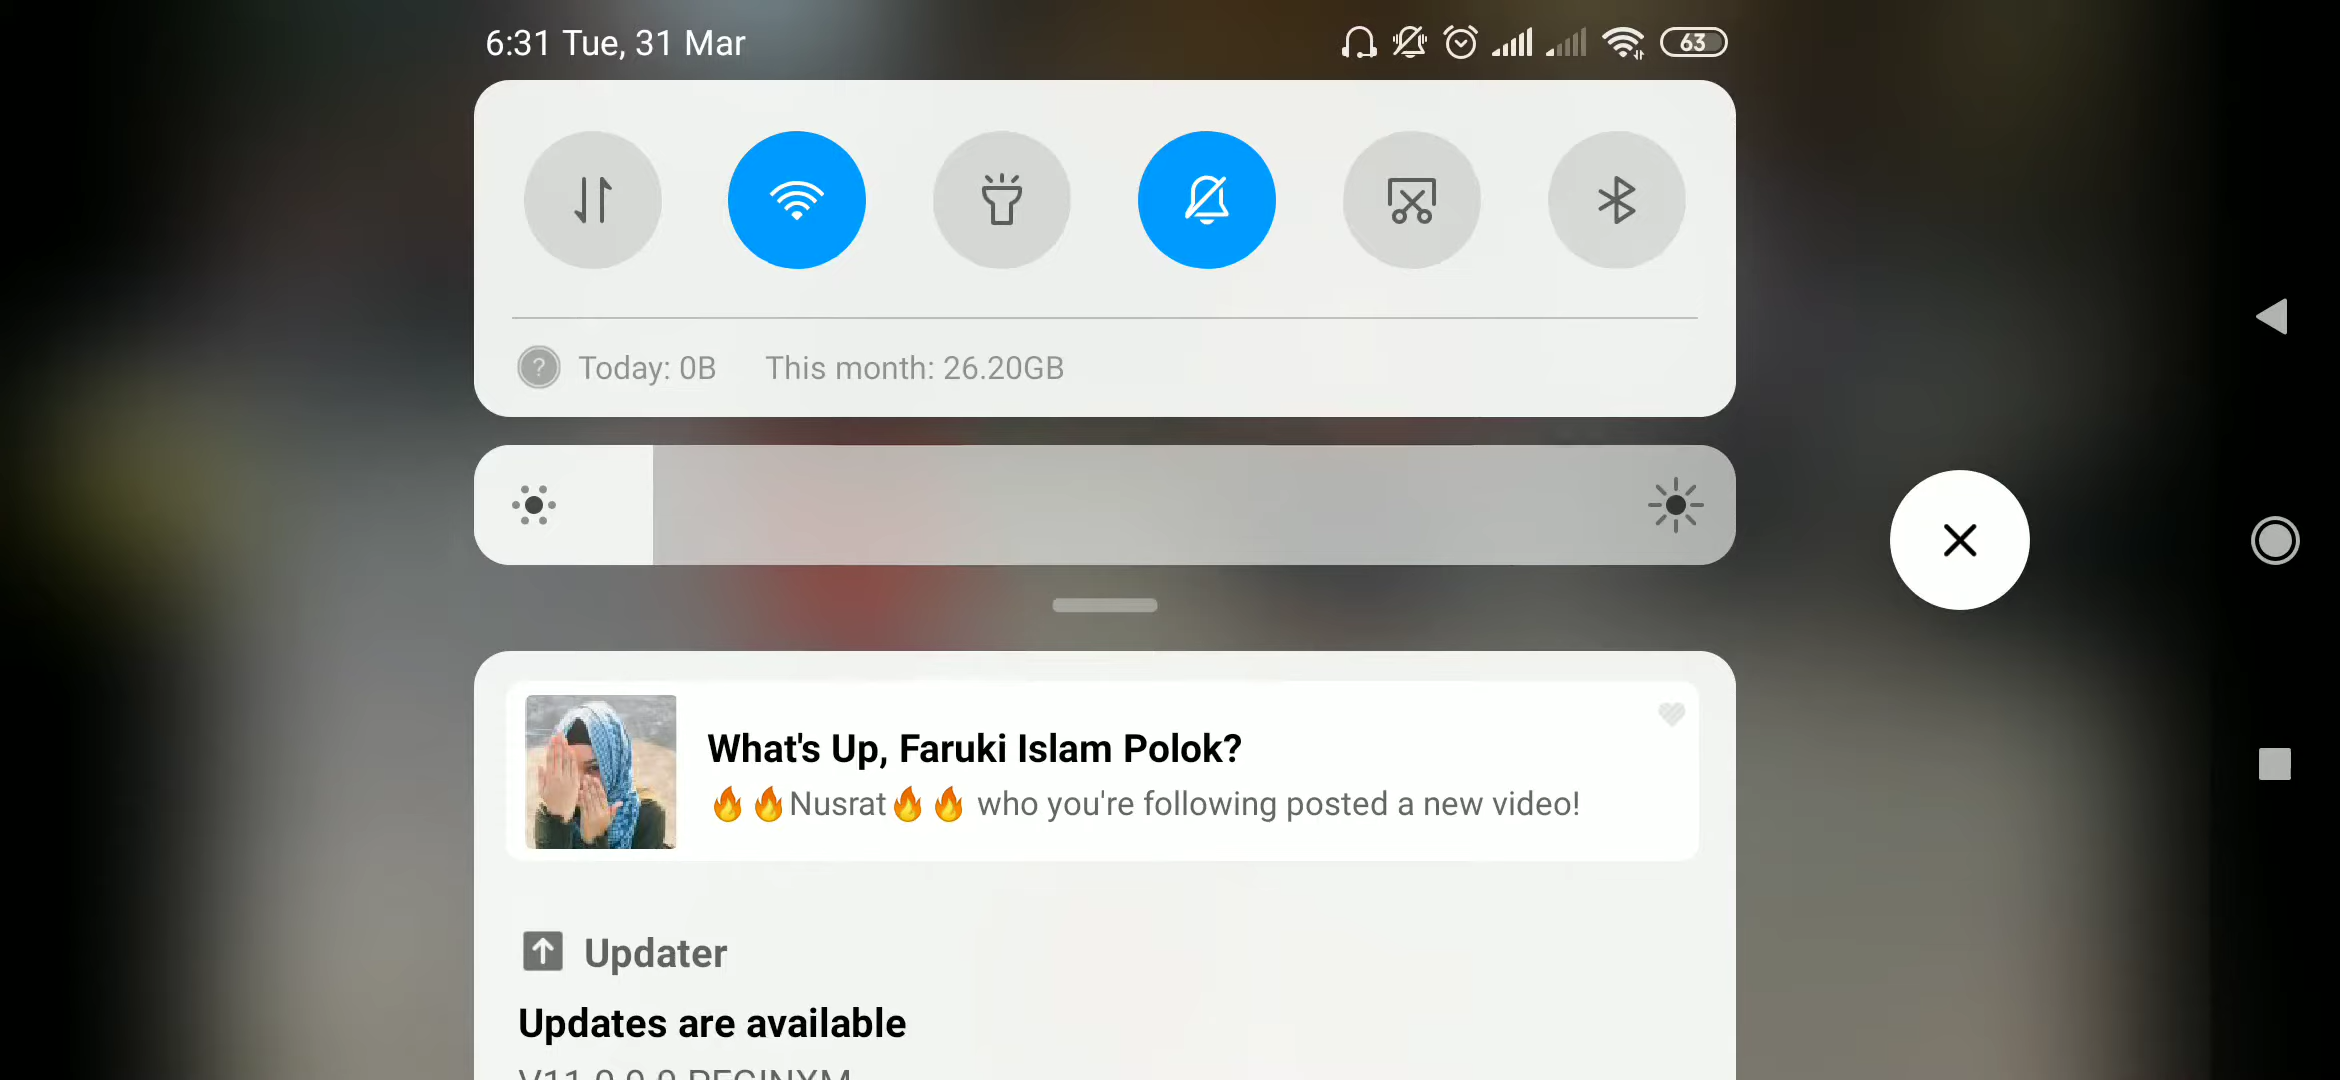 6:31 Tue, 31 Mar
63
Today: 0B This month: 26.20GB
What's Up, Faruki Islam Polok?
🔥🔥Nusrat🔥🔥 who you're following posted a new video!
Updater
Updates are available